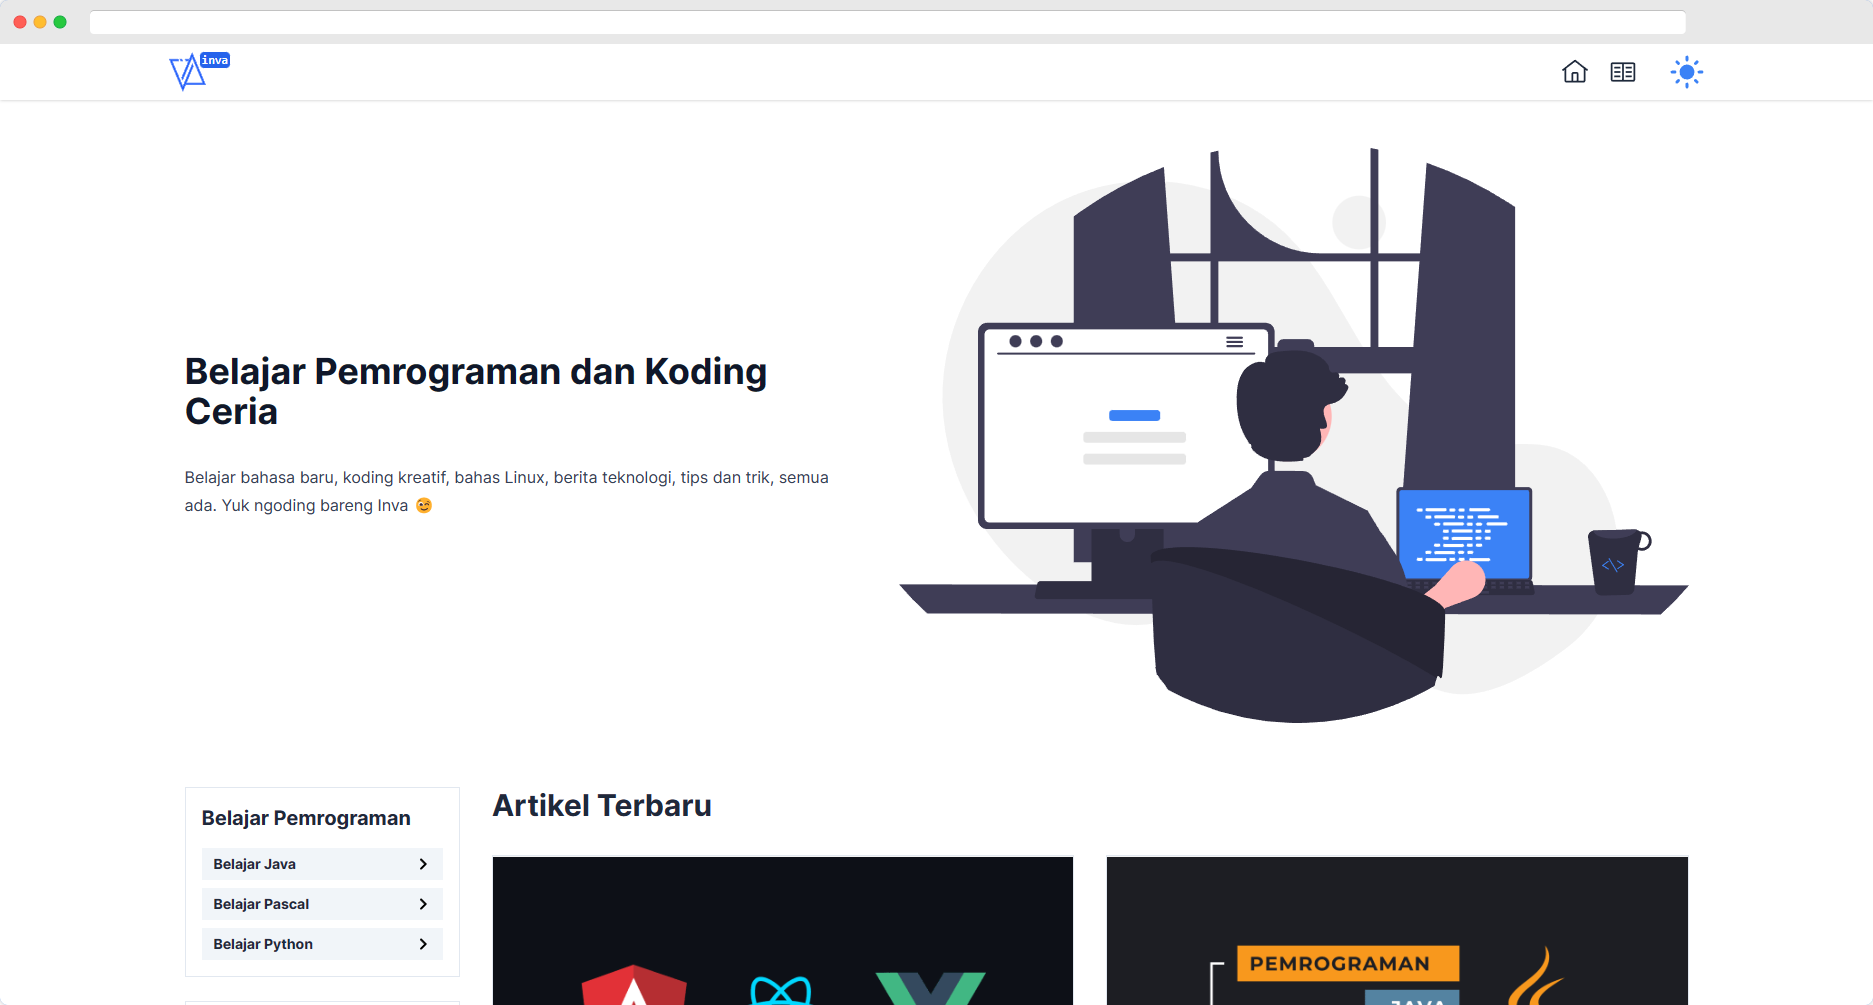 inva
Belajar Pemrograman dan Koding
Ceria
Belajar bahasa baru, koding kreatif, bahas Linux, berita teknologi, tips dan trik, semua
ada. Yuk ngoding bareng Inva 😊
<\>
Belajar Pemrograman
Belajar Java
Belajar Pascal
Belajar Python
Artikel Terbaru
PEMROGRAMAN
JAVA